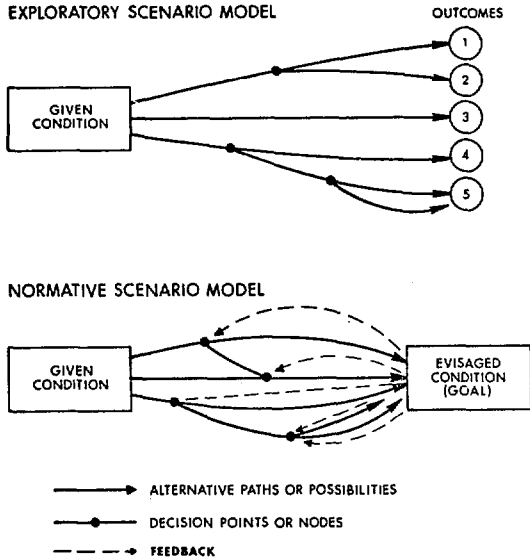 EXPLORATORY SCENARIO MODEL
OUTCOMES
GIVEN
CONDITION
1
2
3
4
5
NORMATIVE SCENARIO MODEL
GIVEN
CONDITION
EVISAGED
CONDITION
(GOAL)
ALTERNATIVE PATHS OR POSSIBILITIES
DECISION POINTS OR NODES
FEEDBACK